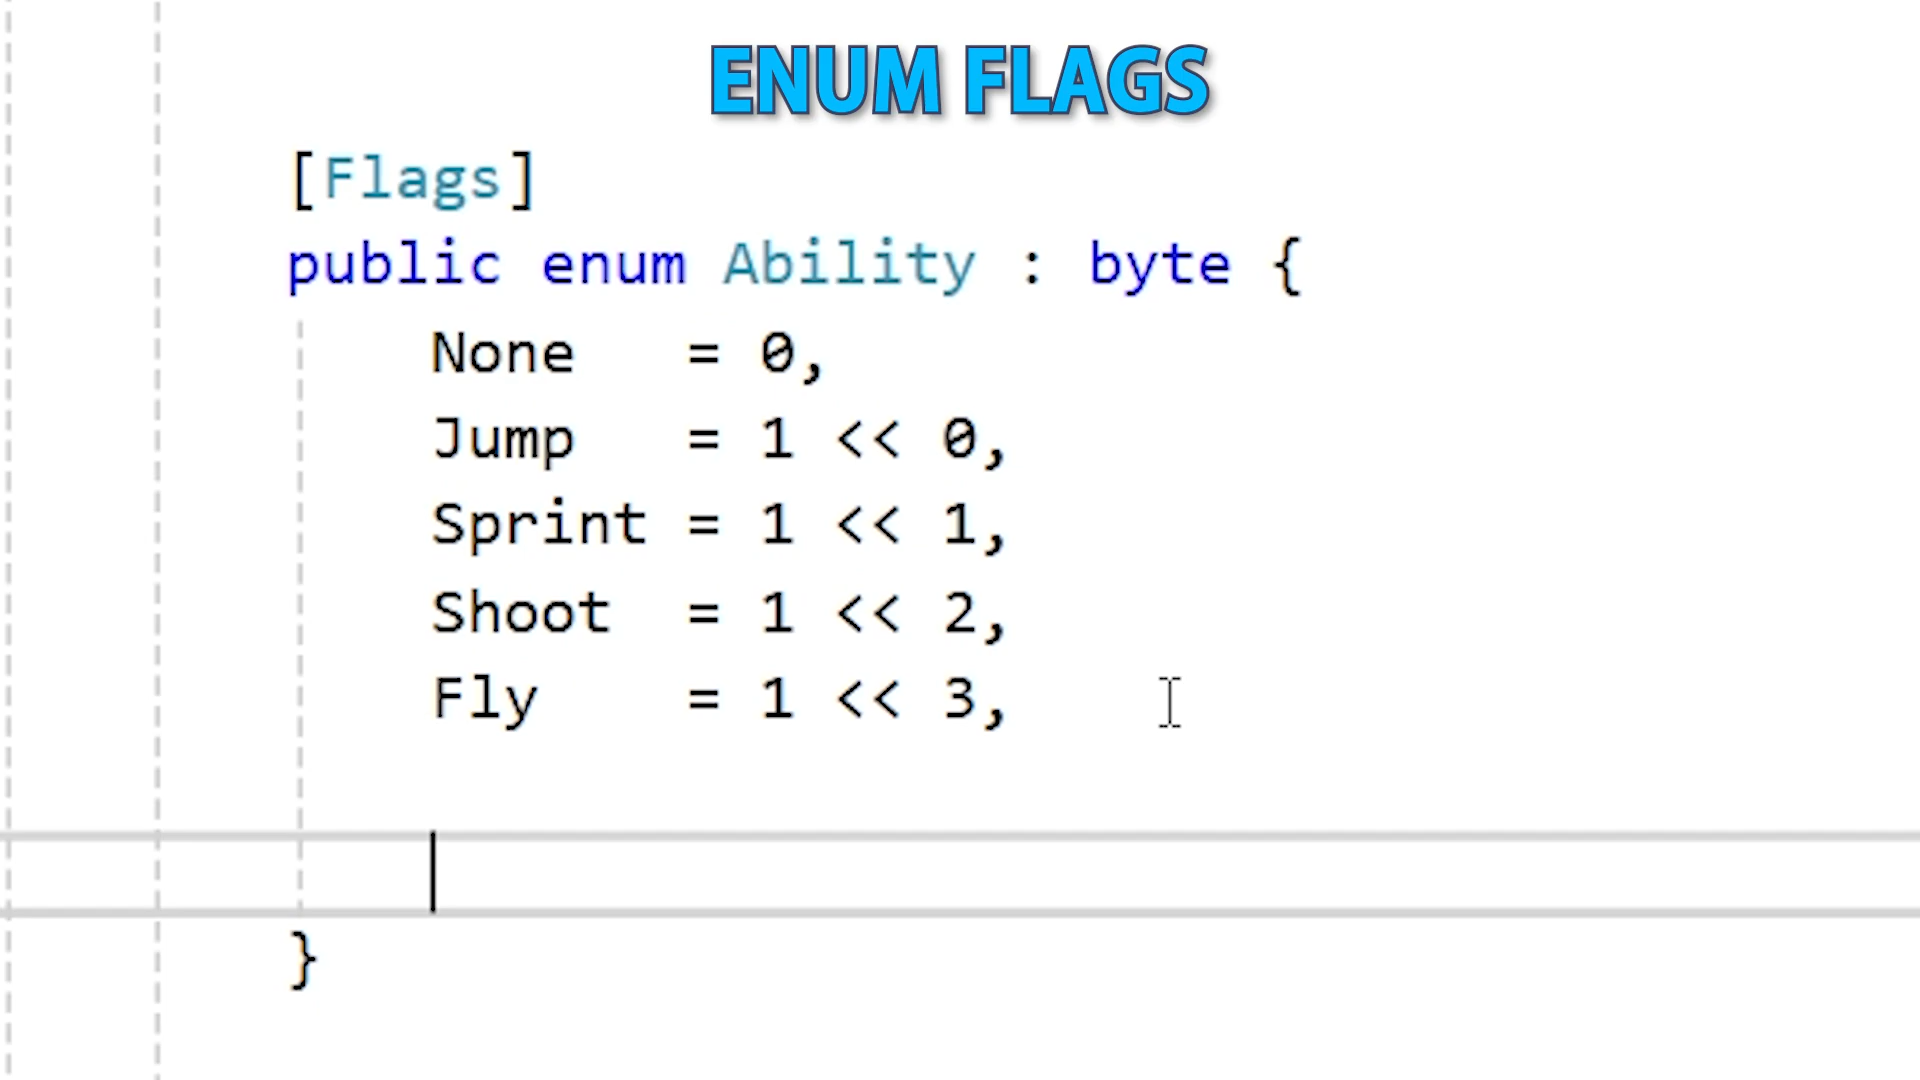 ENUM FLAGS
[Flags]
public enum Ability : byte {
    None   = 0,
    Jump   = 1 << 0,
    Sprint = 1 << 1,
    Shoot  = 1 << 2,
    Fly    = 1 << 3,
}